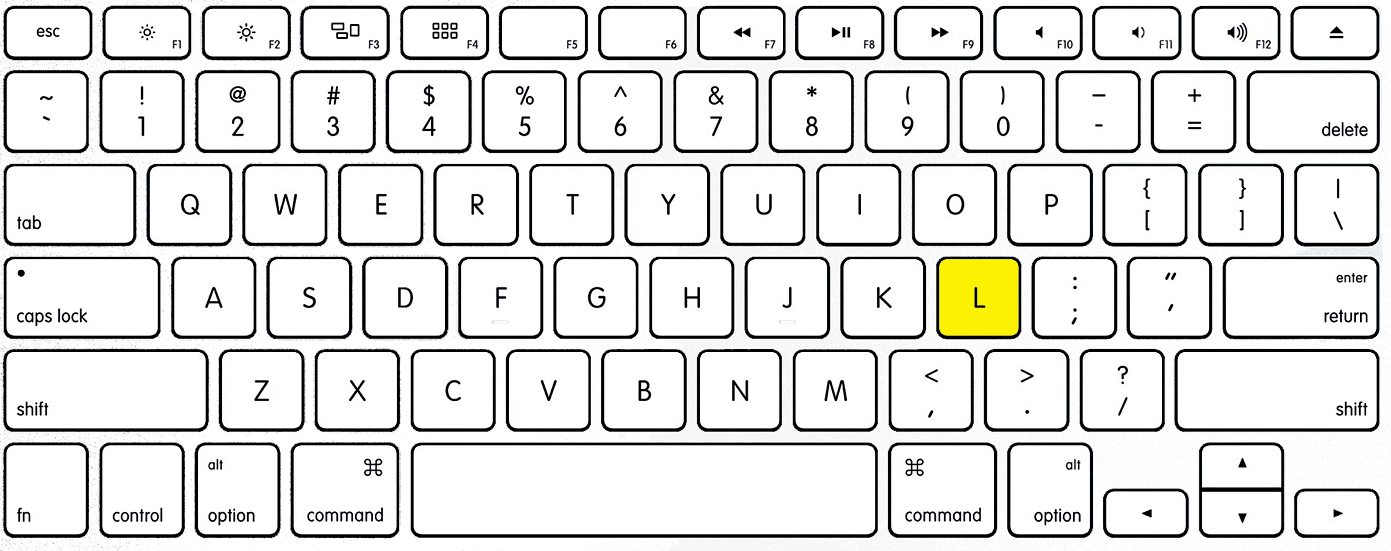 esc F1 F2 F3 F4 F5 F6 F7 F8 F9 F10 F11 F12
~ ! @ # $ % ^ & * ( ) – +
` 1 2 3 4 5 6 7 8 9 0 - = delete
tab Q W E R T Y U I O P { [ } ] | \
caps lock A S D F G H J K L : ; " ' enter return
shift Z X C V B N M < , > . ? / shift
alt ⌘ ⌘ alt
fn control option command command option